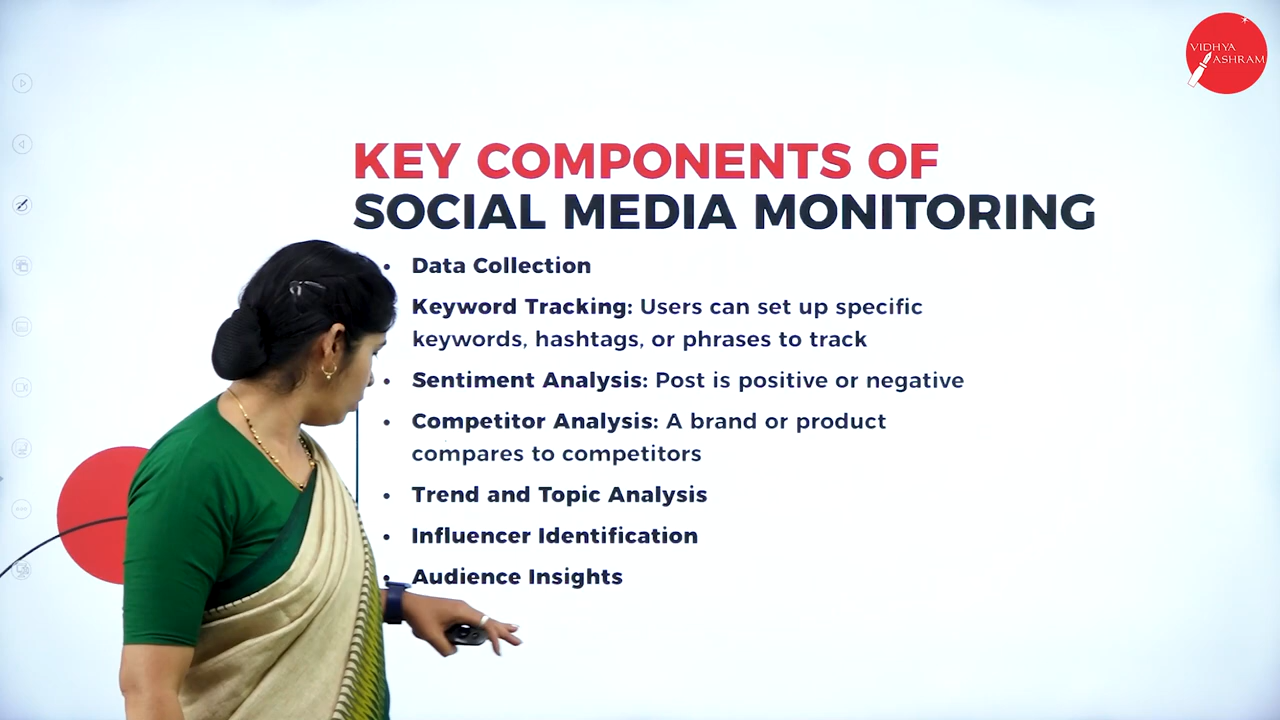 VIDHYA
ASHRAM
KEY COMPONENTS OF
SOCIAL MEDIA MONITORING
• Data Collection
Keyword Tracking: Users can set up specific
keywords, hashtags, or phrases to track
• Sentiment Analysis: Post is positive or negative
• Competitor Analysis: A brand or product
compares to competitors
• Trend and Topic Analysis
• Influencer Identification
• Audience Insights